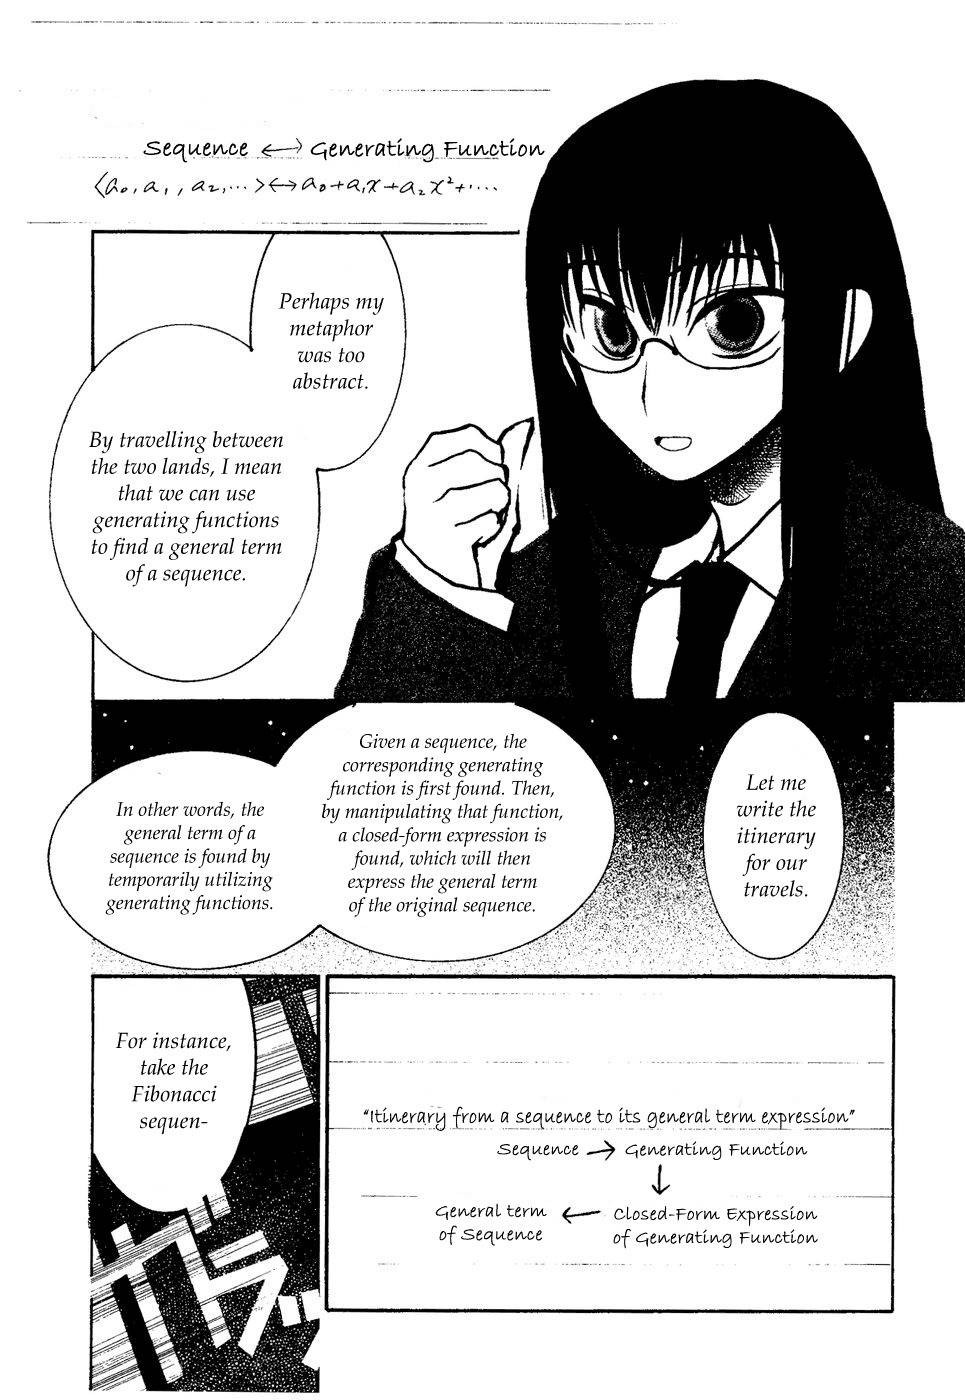 Sequence ↔ Generating Function
⟨a₀, a₁, a₂, ...⟩ ↔ a₀+a₁x+a₂x²+....
Perhaps my
metaphor
was too
abstract.
By travelling between
the two lands, I mean
that we can use
generating functions
to find a general term
of a sequence.
Let me
write the
itinerary
for our
travels.
Given a sequence, the
corresponding generating
function is first found. Then,
by manipulating that function,
a closed-form expression is
found, which will then
express the general term
of the original sequence.
In other words, the
general term of a
sequence is found by
temporarily utilizing
generating functions.
"Itinerary from a sequence to its general term expression"
Sequence → Generating Function
↓
General term ← Closed-Form Expression
of Sequence of Generating Function
For instance,
take the
Fibonacci
sequen-
ガラッ